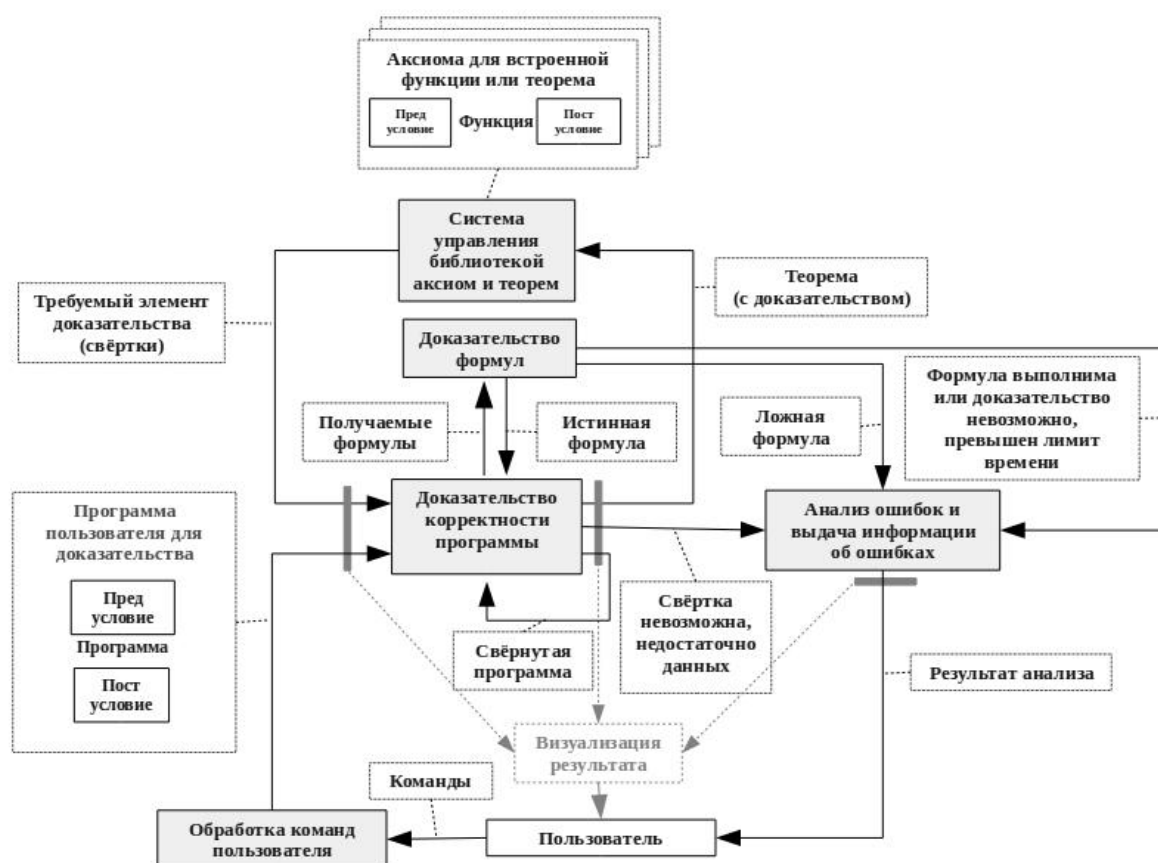 Аксиома для встроенной
функции или теорема
Пред
условие
Функция
Пост
условие
Система
управления
библиотекой
аксиом и теорем
Требуемый элемент
доказательства
(свёртки)
Теорема
(с доказательством)
Доказательство
формул
Получаемые
формулы
Истинная
формула
Ложная
формула
Формула выполнима
или доказательство
невозможно,
превышен лимит
времени
Программа
пользователя для
доказательства
Пред
условие
Программа
Пост
условие
Доказательство
корректности
программы
Анализ ошибок и
выдача информации
об ошибках
Свёрнутая
программа
Свёртка
невозможна,
недостаточно
данных
Результат анализа
Визуализация
результата
Команды
Обработка команд
пользователя
Пользователь